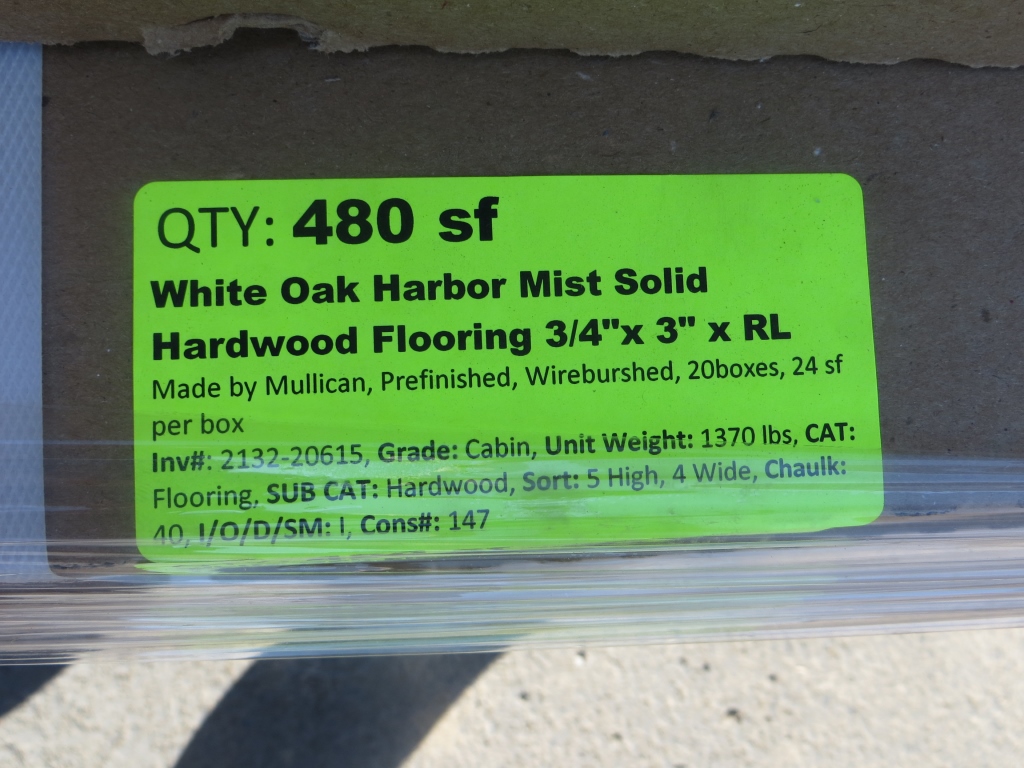 QTY: 480 sf
White Oak Harbor Mist Solid
Hardwood Flooring 3/4"x 3" x RL
Made by Mullican, Prefinished, Wireburshed, 20boxes, 24 sf
per box
Inv#: 2132-20615, Grade: Cabin, Unit Weight: 1370 lbs, CAT:
Flooring, SUB CAT: Hardwood, Sort: 5 High, 4 Wide, Chaulk:
40, I/O/D/SM: I, Cons#: 147